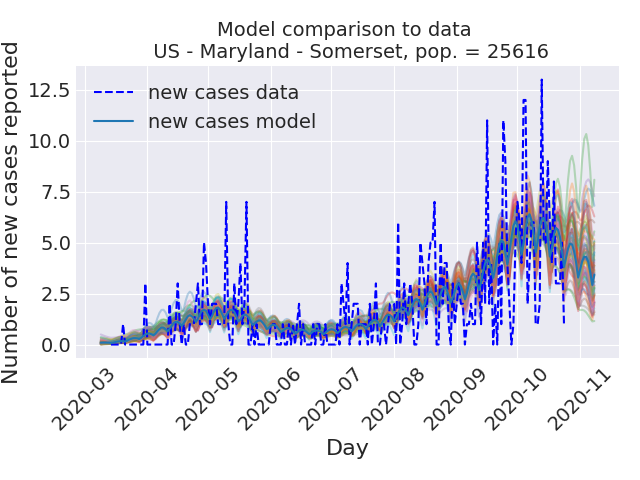 Model comparison to data
US - Maryland - Somerset, pop. = 25616
Number of new cases reported
12.5
10.0
7.5
5.0
2.5
0.0
new cases data
new cases model
2020-03
2020-04
2020-05
2020-06
2020-07
2020-08
2020-09
2020-10
2020-11
Day